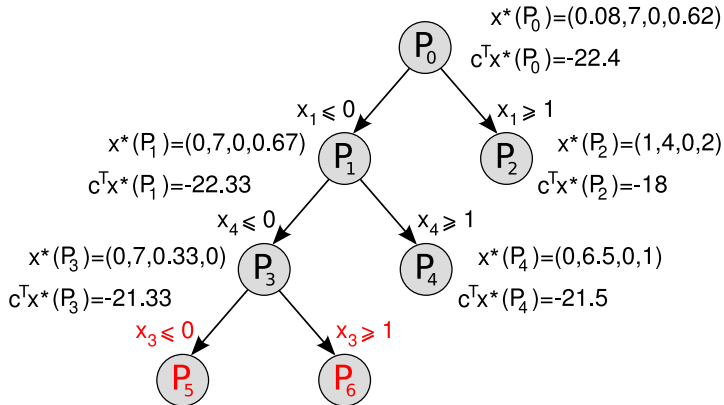 x*(P₀)=(0.08,7,0,0.62)
P₀
cᵀx*(P₀)=-22.4
x₁⩽0
x₁⩾1
x*(P₁)=(0,7,0,0.67)
P₁
P₂
x*(P₂)=(1,4,0,2)
cᵀx*(P₁)=-22.33
cᵀx*(P₂)=-18
x₄⩽0
x₄⩾1
x*(P₃)=(0,7,0.33,0)
P₃
P₄
x*(P₄)=(0,6.5,0,1)
cᵀx*(P₃)=-21.33
cᵀx*(P₄)=-21.5
x₃⩽0
x₃⩾1
P₅
P₆